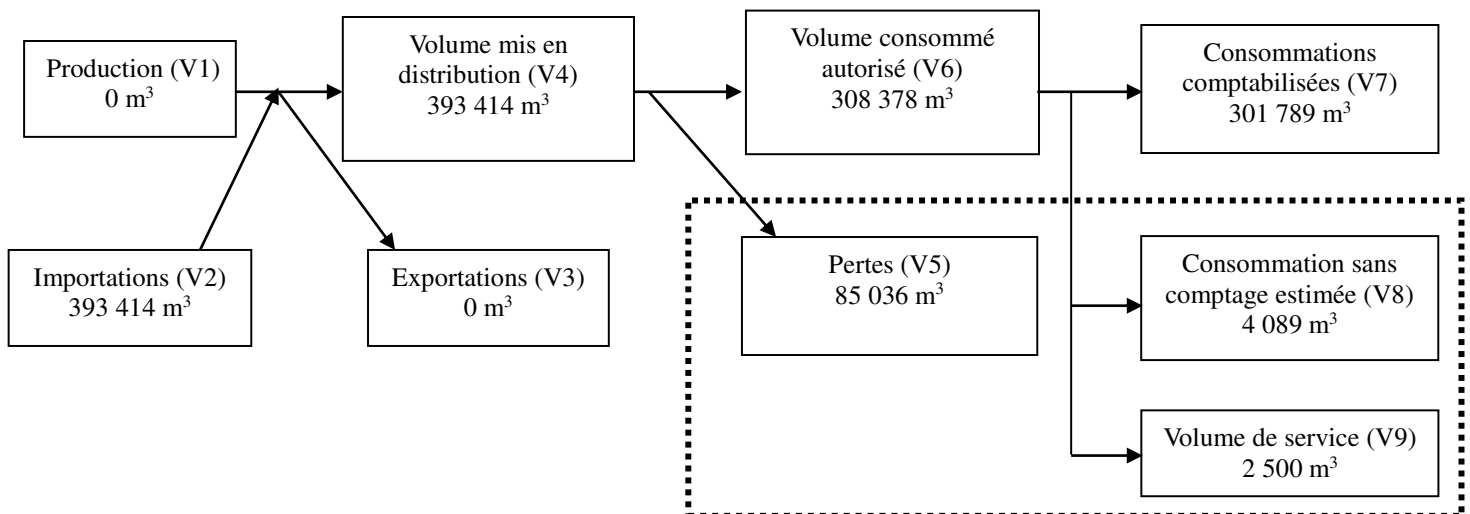 Production (V1)
0 m³
Volume mis en
distribution (V4)
393 414 m³
Volume consommé
autorisé (V6)
308 378 m³
Consommations
comptabilisées (V7)
301 789 m³
Importations (V2)
393 414 m³
Exportations (V3)
0 m³
Pertes (V5)
85 036 m³
Consommation sans
comptage estimée (V8)
4 089 m³
Volume de service (V9)
2 500 m³